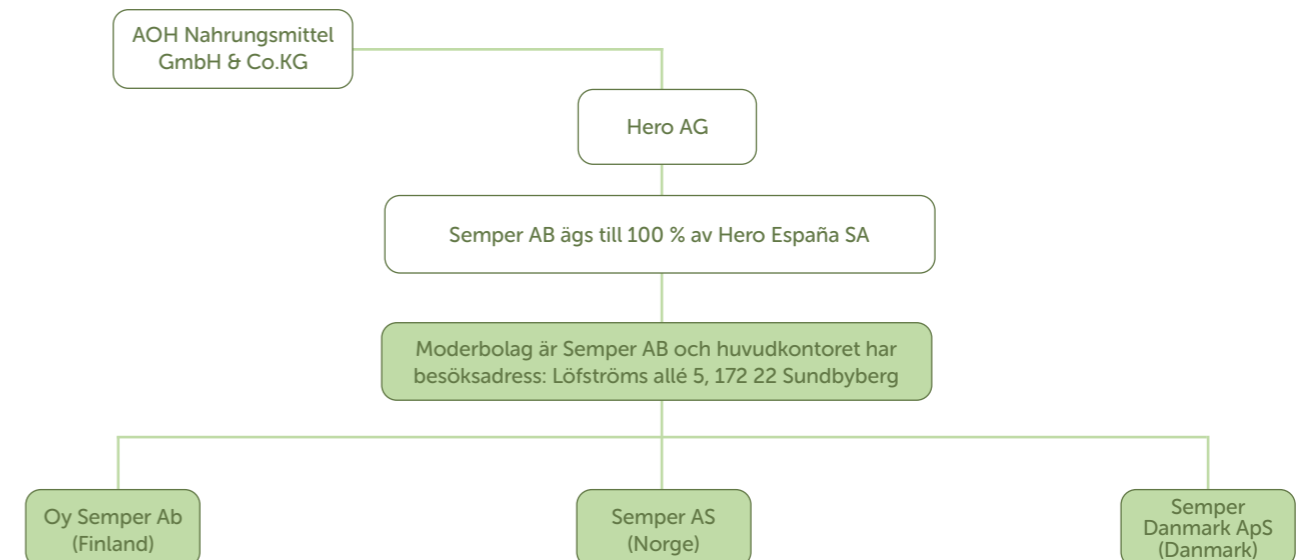 AOH Nahrungsmittel
GmbH & Co.KG
Hero AG
Semper AB ägs till 100 % av Hero España SA
Moderbolag är Semper AB och huvudkontoret har
besöksadress: Löfströms allé 5, 172 22 Sundbyberg
Oy Semper Ab
(Finland)
Semper AS
(Norge)
Semper
Danmark ApS
(Danmark)